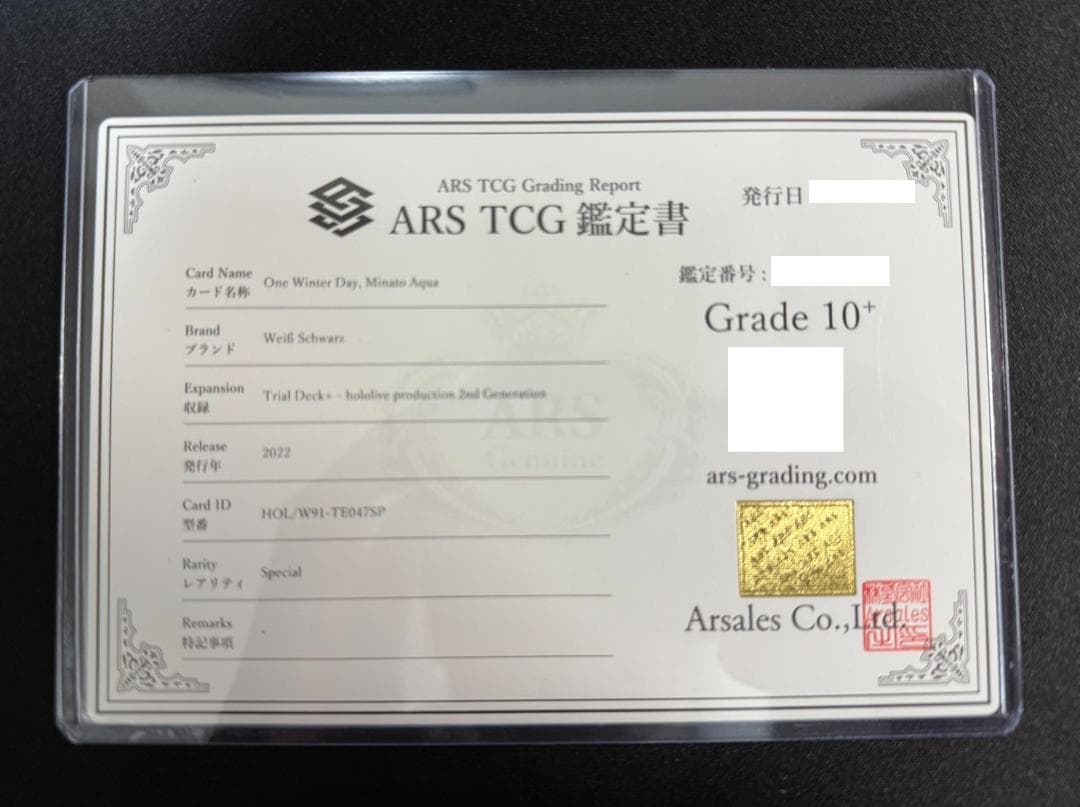 ARS TCG Grading Report
ARS TCG 鑑定書
発行日
Card Name
カード名称
One Winter Day, Minato Aqua
Brand
ブランド
Weiß Schwarz
Expansion
収録
Trial Deck+ - hololive production 2nd Generation
Release
発行年
2022
Card ID
型番
HOL/W91-TE047SP
Rarity
レアリティ
Special
Remarks
特記事項
ARS
Genuine
鑑定番号 :
Grade 10+
ars-grading.com
Arsales Co.,Ltd.
Arsales